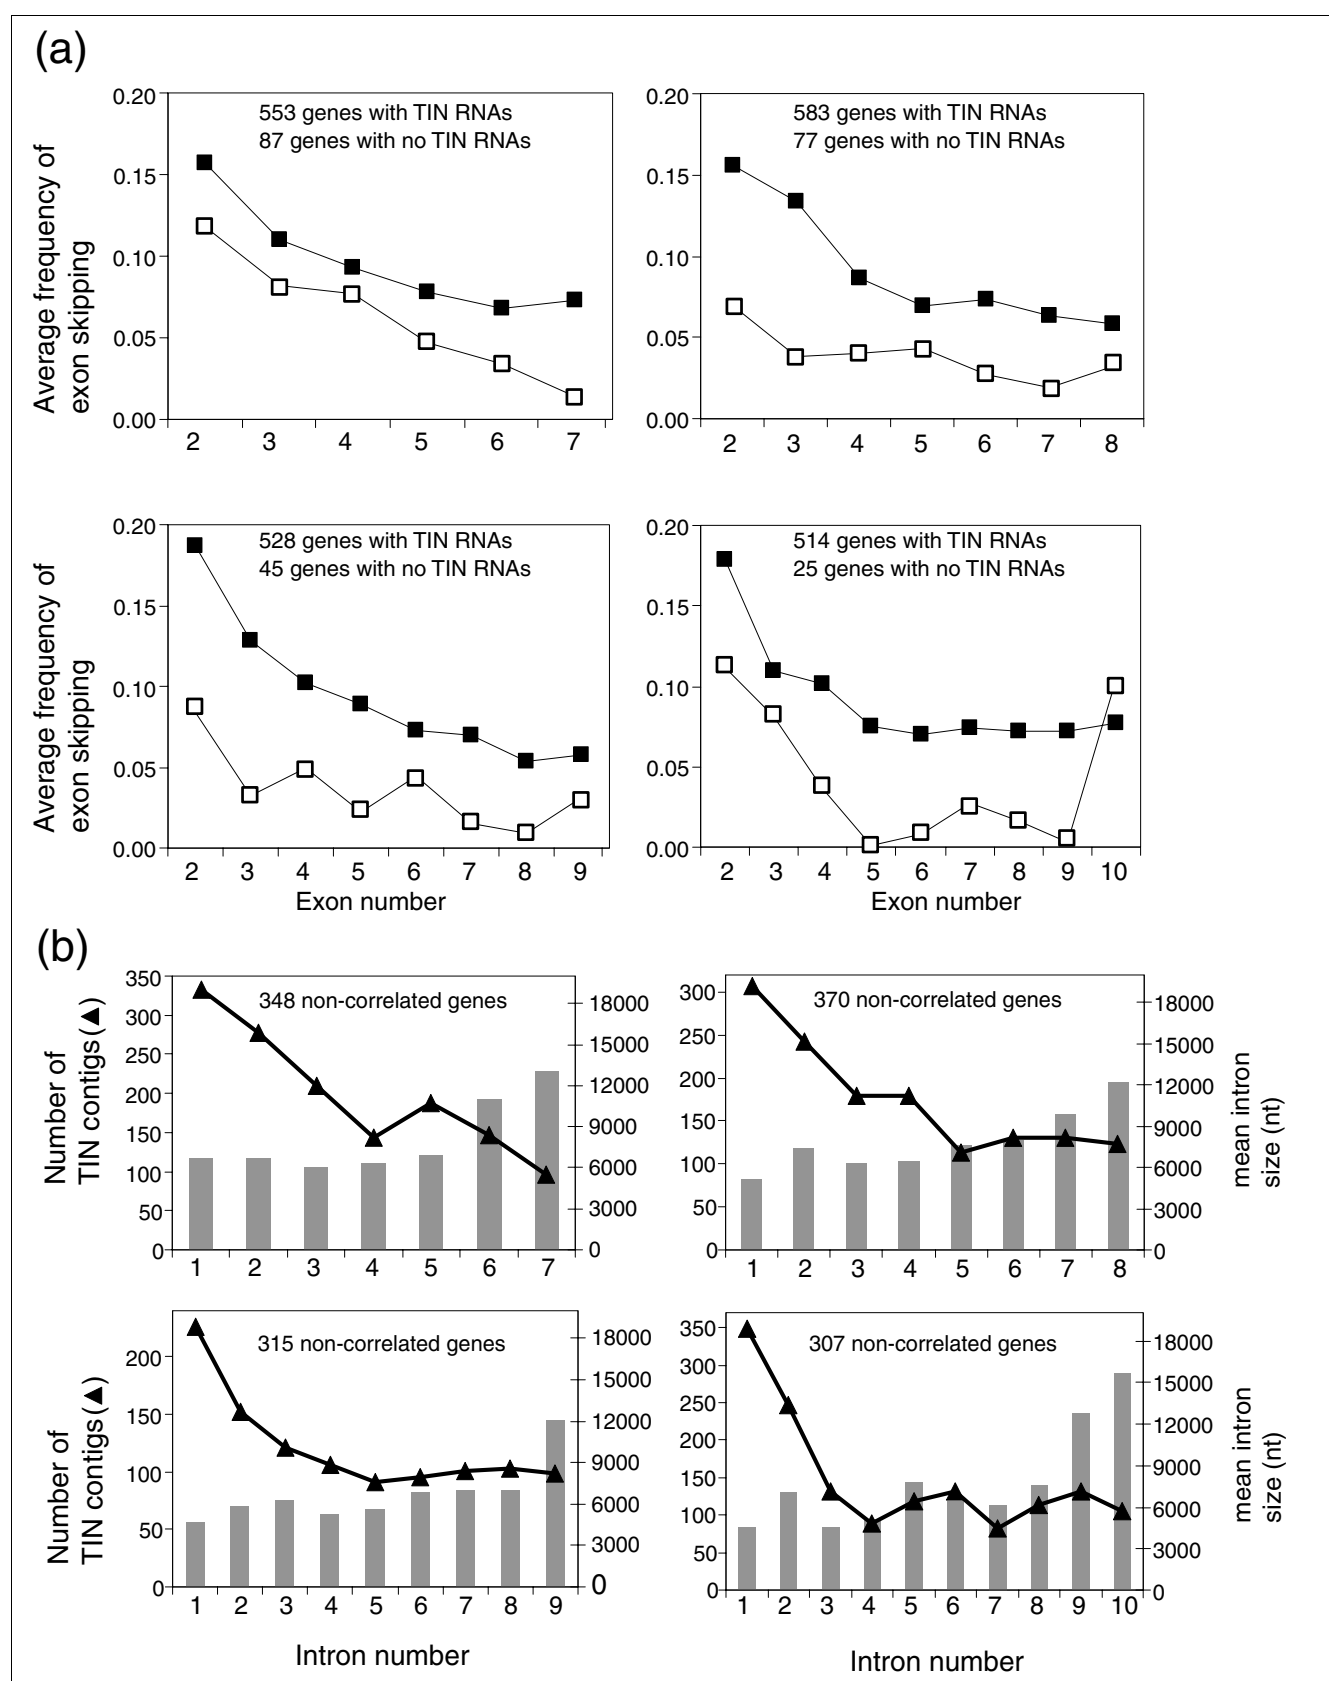 (a)
Average frequency of
exon skipping
0.20
0.15
0.10
0.05
0.00
553 genes with TIN RNAs
87 genes with no TIN RNAs
2 3 4 5 6 7
0.20
0.15
0.10
0.05
0.00
583 genes with TIN RNAs
77 genes with no TIN RNAs
2 3 4 5 6 7 8
Average frequency of
exon skipping
0.20
0.15
0.10
0.05
0.00
528 genes with TIN RNAs
45 genes with no TIN RNAs
2 3 4 5 6 7 8 9
Exon number
0.20
0.15
0.10
0.05
0.00
514 genes with TIN RNAs
25 genes with no TIN RNAs
2 3 4 5 6 7 8 9 10
Exon number
(b)
Number of
TIN contigs(▲)
350
300
250
200
150
100
50
0
348 non-correlated genes
18000
15000
12000
9000
6000
3000
0
1 2 3 4 5 6 7
300
250
200
150
100
50
0
370 non-correlated genes
18000
15000
12000
9000
6000
3000
0
mean intron
size (nt)
1 2 3 4 5 6 7 8
Number of
TIN contigs(▲)
200
150
100
50
0
315 non-correlated genes
18000
15000
12000
9000
6000
3000
0
1 2 3 4 5 6 7 8 9
Intron number
350
300
250
200
150
100
50
0
307 non-correlated genes
18000
15000
12000
9000
6000
3000
0
mean intron
size (nt)
1 2 3 4 5 6 7 8 9 10
Intron number